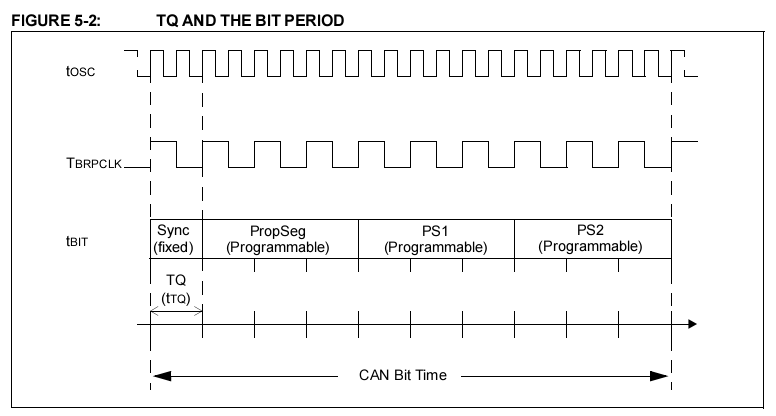 FIGURE 5-2: TQ AND THE BIT PERIOD
tOSC
TBRPCLK
tBIT
Sync
(fixed)
PropSeg
(Programmable)
PS1
(Programmable)
PS2
(Programmable)
TQ
(tTQ)
CAN Bit Time